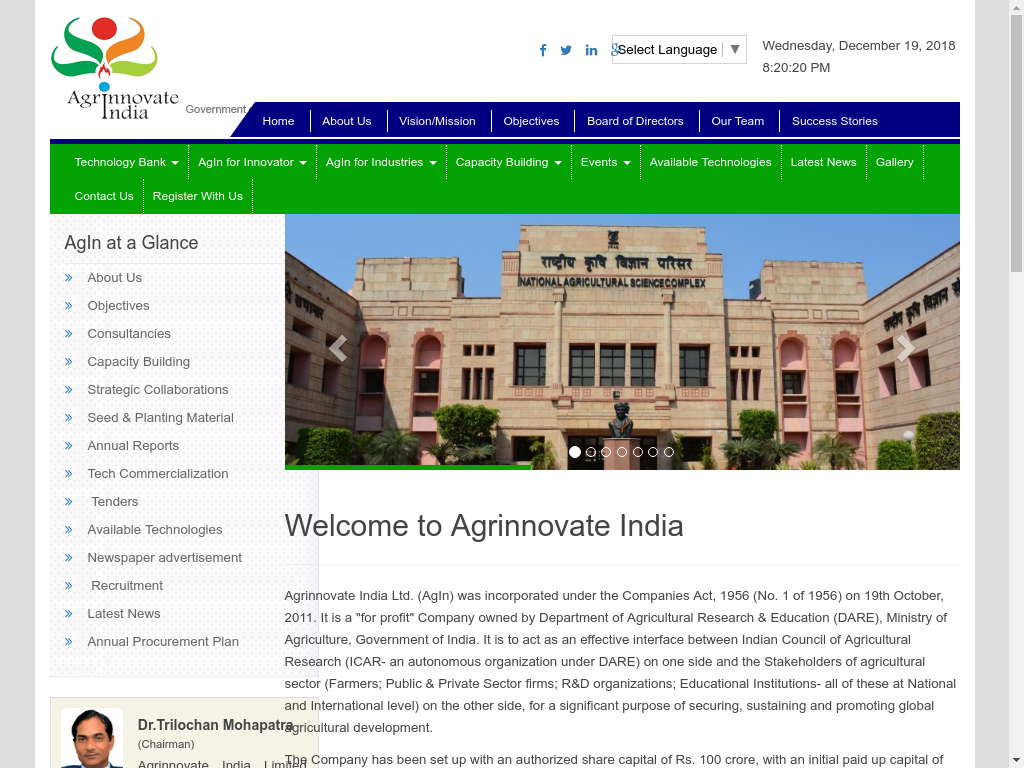 Agrinnovate
India
Government
Select Language ▼
Wednesday, December 19, 2018
8:20:20 PM
Home
About Us
Vision/Mission
Objectives
Board of Directors
Our Team
Success Stories
Technology Bank
AgIn for Innovator
AgIn for Industries
Capacity Building
Events
Available Technologies
Latest News
Gallery
Contact Us
Register With Us
AgIn at a Glance
About Us
Objectives
Consultancies
Capacity Building
Strategic Collaborations
Seed & Planting Material
Annual Reports
Tech Commercialization
Tenders
Available Technologies
Newspaper advertisement
Recruitment
Latest News
Annual Procurement Plan
Dr.Trilochan Mohapatra
(Chairman)
Agrinnovate India Limited
राष्ट्रीय कृषि विज्ञान परिसर
NATIONAL AGRICULTURAL SCIENCE COMPLEX
Welcome to Agrinnovate India
Agrinnovate India Ltd. (AgIn) was incorporated under the Companies Act, 1956 (No. 1 of 1956) on 19th October,
2011. It is a "for profit" Company owned by Department of Agricultural Research & Education (DARE), Ministry of
Agriculture, Government of India. It is to act as an effective interface between Indian Council of Agricultural
Research (ICAR- an autonomous organization under DARE) on one side and the Stakeholders of agricultural
sector (Farmers; Public & Private Sector firms; R&D organizations; Educational Institutions- all of these at National
and International level) on the other side, for a significant purpose of securing, sustaining and promoting global
agricultural development.
The Company has been set up with an authorized share capital of Rs. 100 crore, with an initial paid up capital of